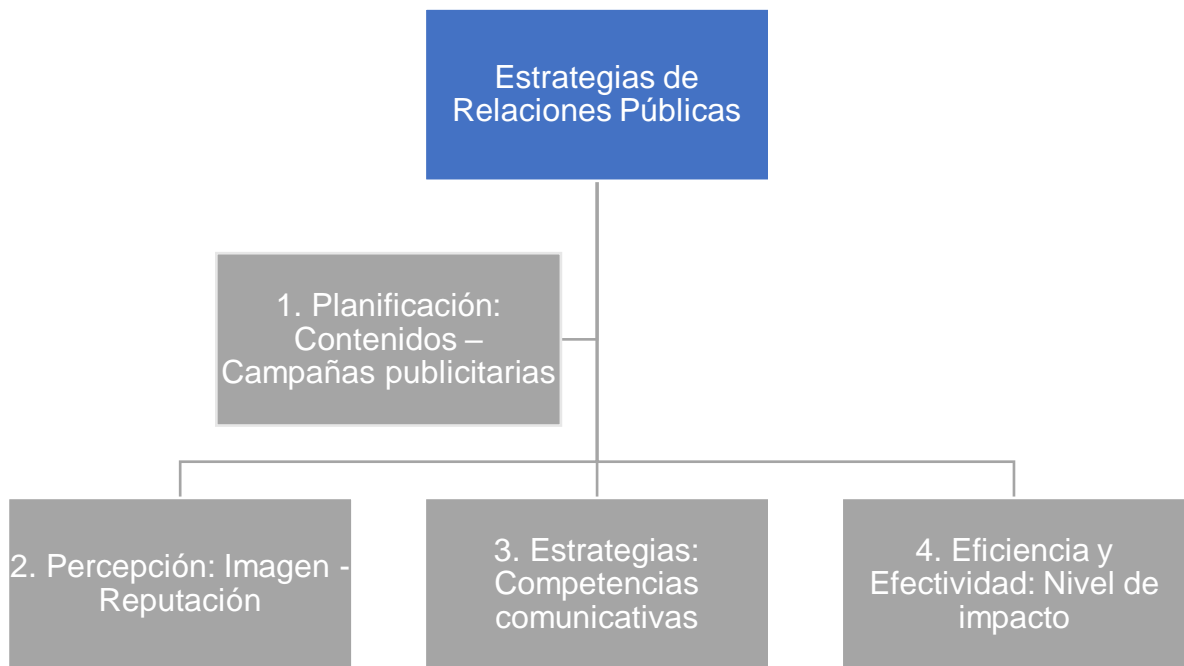 Estrategias de
Relaciones Públicas
1. Planificación:
Contenidos –
Campañas publicitarias
2. Percepción: Imagen -
Reputación
3. Estrategias:
Competencias
comunicativas
4. Eficiencia y
Efectividad: Nivel de
impacto